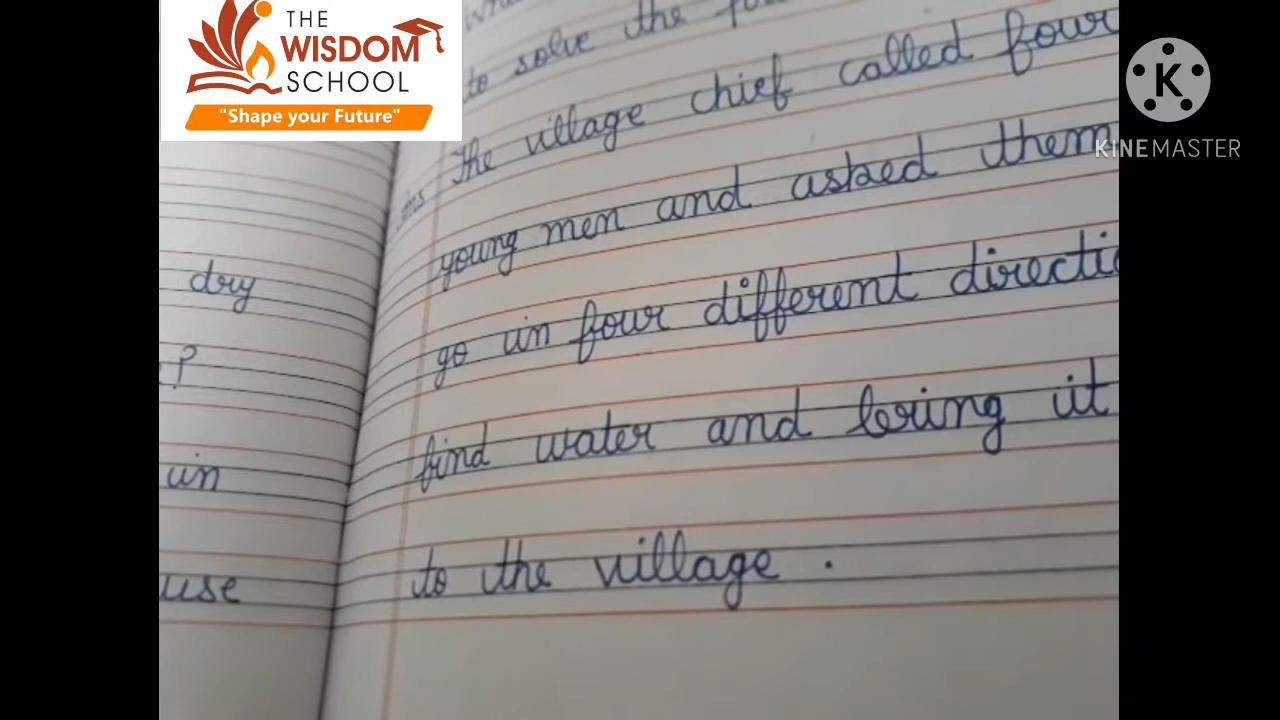 THE
WISDOM
SCHOOL
"Shape your Future"
KINEMASTER
to solve the
Ans The village chief called four
young men and asked them
go in four different directio
find water and bring it
to the village .
dry
?
in
use